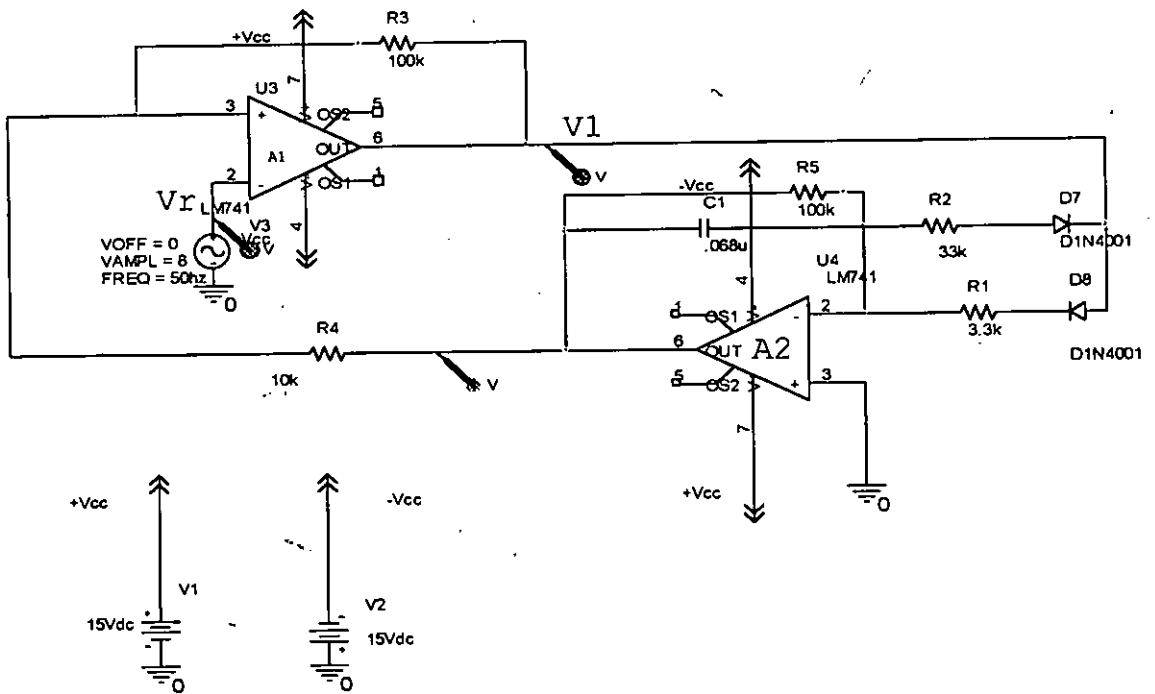 R3
+Vcc
100k
7
U3
5
3
+
OS2
6
V1
OUT
A1
1
2
-
OS1
Vr
LM741
4
V
V3
Vcc
V
VOFF = 0
VAMPL = 8
FREQ = 50hz
0
-Vcc
R5
C1
100k
R2
D7
.068u
33k
D1N4001
U4
4
LM741
R1
D8
1
OS1
2
-
3.3k
R4
6
OUT
A2
D1N4001
V
5
OS2
+
3
10k
7
+Vcc
0
+Vcc
-Vcc
V1
V2
15Vdc
+
-
-
+
15Vdc
0
0